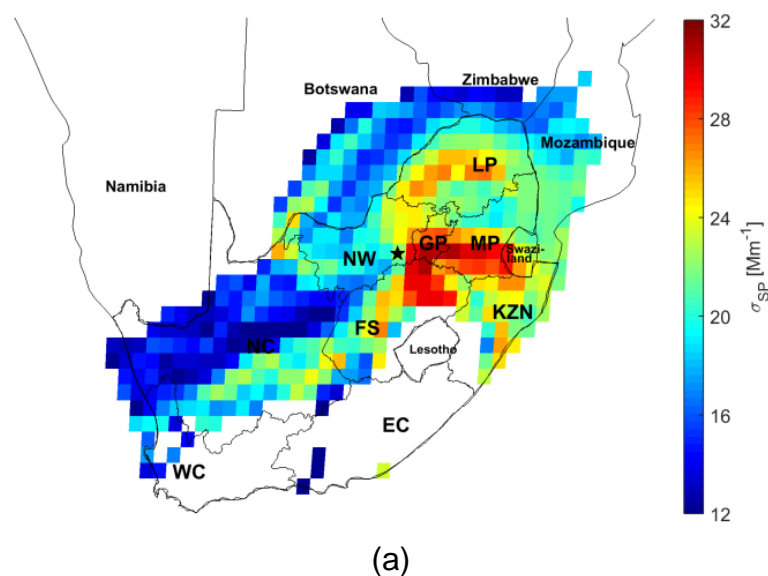 Zimbabwe
Botswana
Mozambique
LP
Namibia
NW
GP
MP
Swazi-
land
KZN
FS
NC
Lesotho
EC
WC
32
28
24
20
16
12
σSP [Mm-1]
(a)